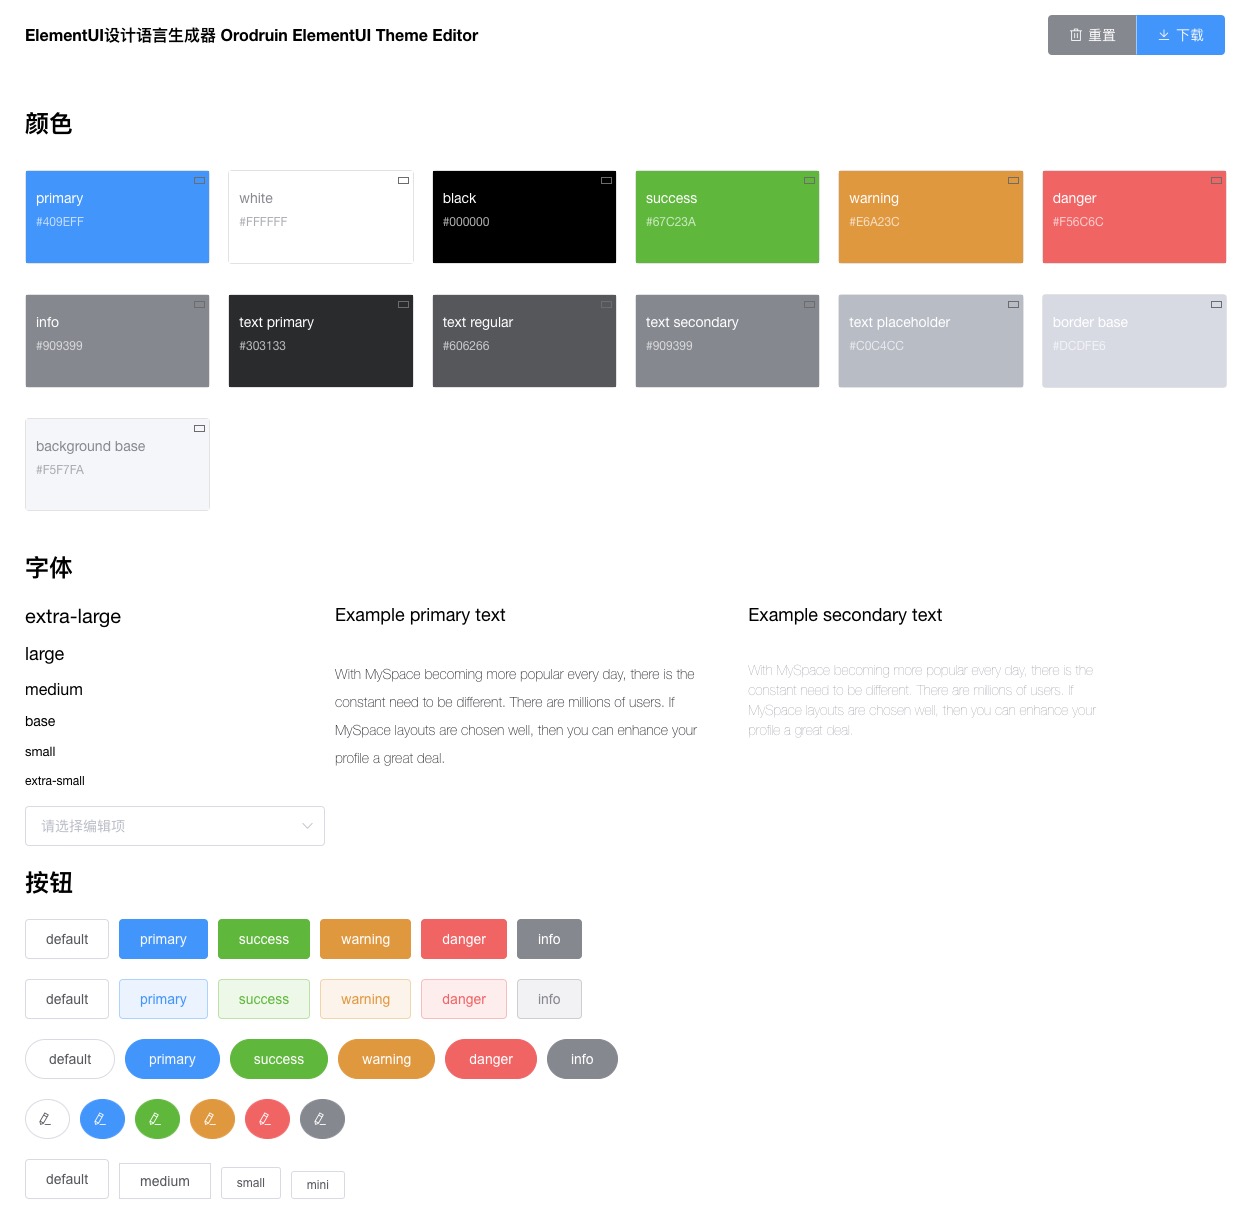 ElementUI设计语言生成器 Orodruin ElementUI Theme Editor
重置
下载
颜色
primary
#409EFF
white
#FFFFFF
black
#000000
success
#67C23A
warning
#E6A23C
danger
#F56C6C
info
#909399
text primary
#303133
text regular
#606266
text secondary
#909399
text placeholder
#C0C4CC
border base
#DCDFE6
background base
#F5F7FA
字体
extra-large
large
medium
base
small
extra-small
Example primary text
With MySpace becoming more popular every day, there is the
constant need to be different. There are millions of users. If
MySpace layouts are chosen well, then you can enhance your
profile a great deal.
Example secondary text
With MySpace becoming more popular every day, there is the
constant need to be different. There are millions of users. If
MySpace layouts are chosen well, then you can enhance your
profile a great deal.
请选择编辑项
按钮
default primary success warning danger info
default primary success warning danger info
default primary success warning danger info
default medium small mini